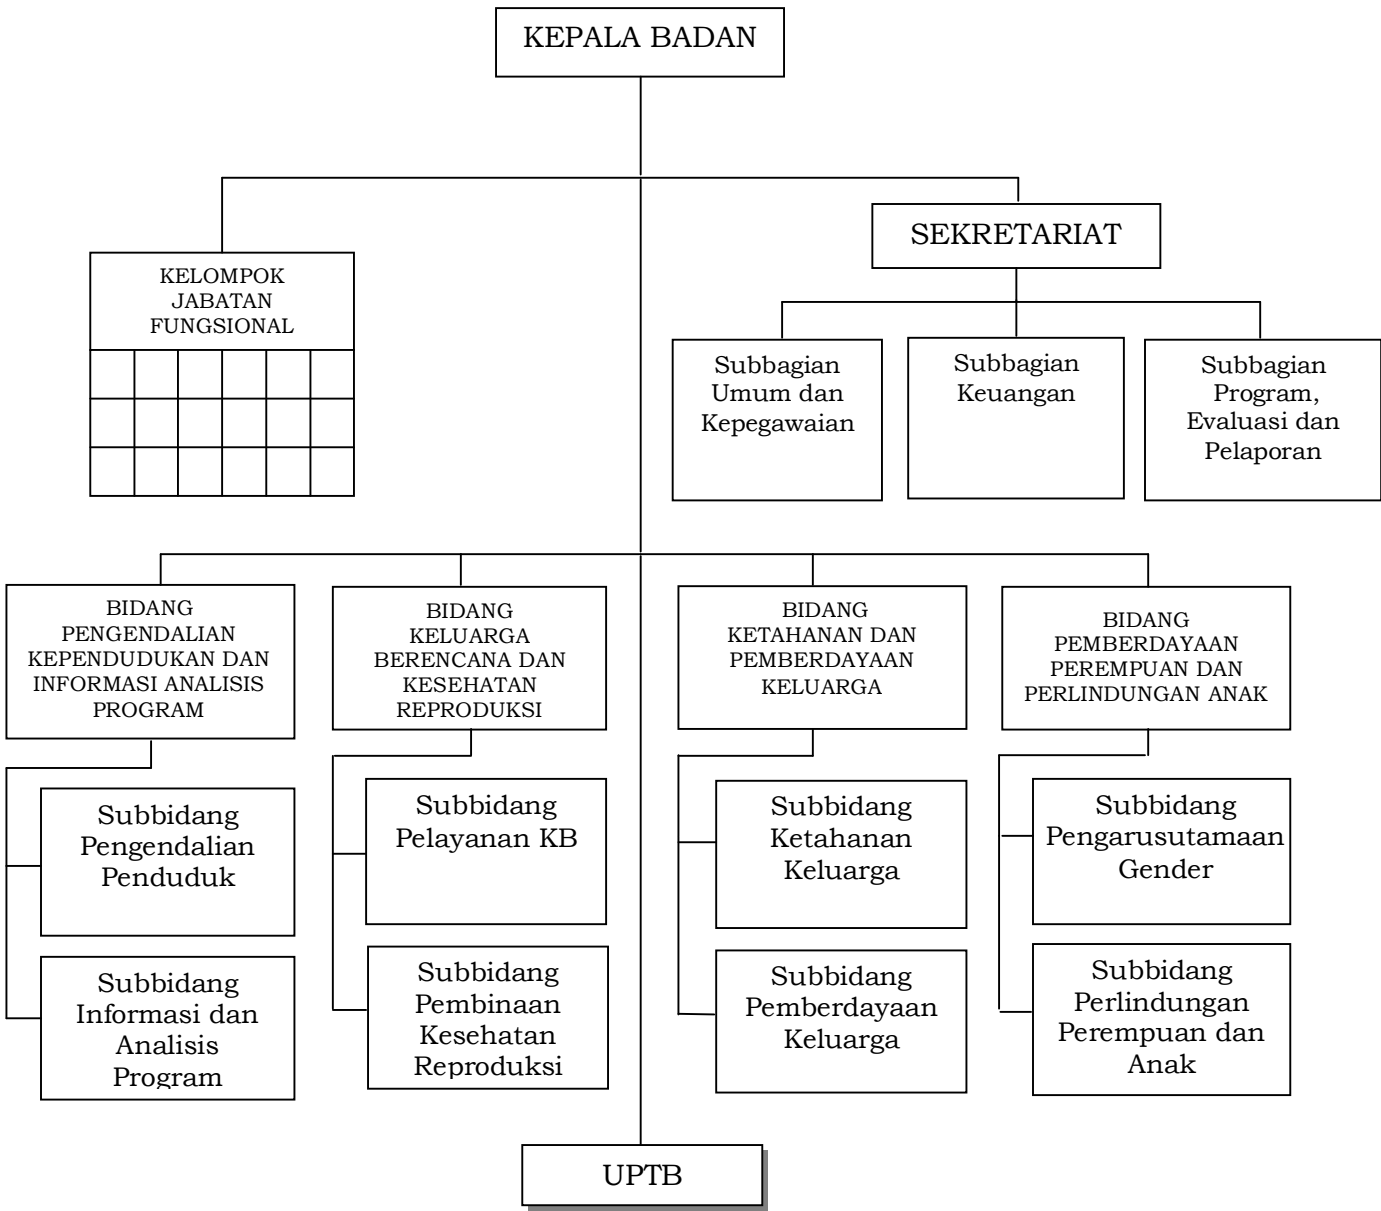 KEPALA BADAN
SEKRETARIAT
KELOMPOK
JABATAN
FUNGSIONAL
Subbagian
Umum dan
Kepegawaian
Subbagian
Keuangan
Subbagian
Program,
Evaluasi dan
Pelaporan
BIDANG
PENGENDALIAN
KEPENDUDUKAN DAN
INFORMASI ANALISIS
PROGRAM
BIDANG
KELUARGA
BERENCANA DAN
KESEHATAN
REPRODUKSI
BIDANG
KETAHANAN DAN
PEMBERDAYAAN
KELUARGA
BIDANG
PEMBERDAYAAN
PEREMPUAN DAN
PERLINDUNGAN ANAK
Subbidang
Pengendalian
Penduduk
Subbidang
Pelayanan KB
Subbidang
Ketahanan
Keluarga
Subbidang
Pengarusutamaan
Gender
Subbidang
Informasi dan
Analisis
Program
Subbidang
Pembinaan
Kesehatan
Reproduksi
Subbidang
Pemberdayaan
Keluarga
Subbidang
Perlindungan
Perempuan dan
Anak
UPTB